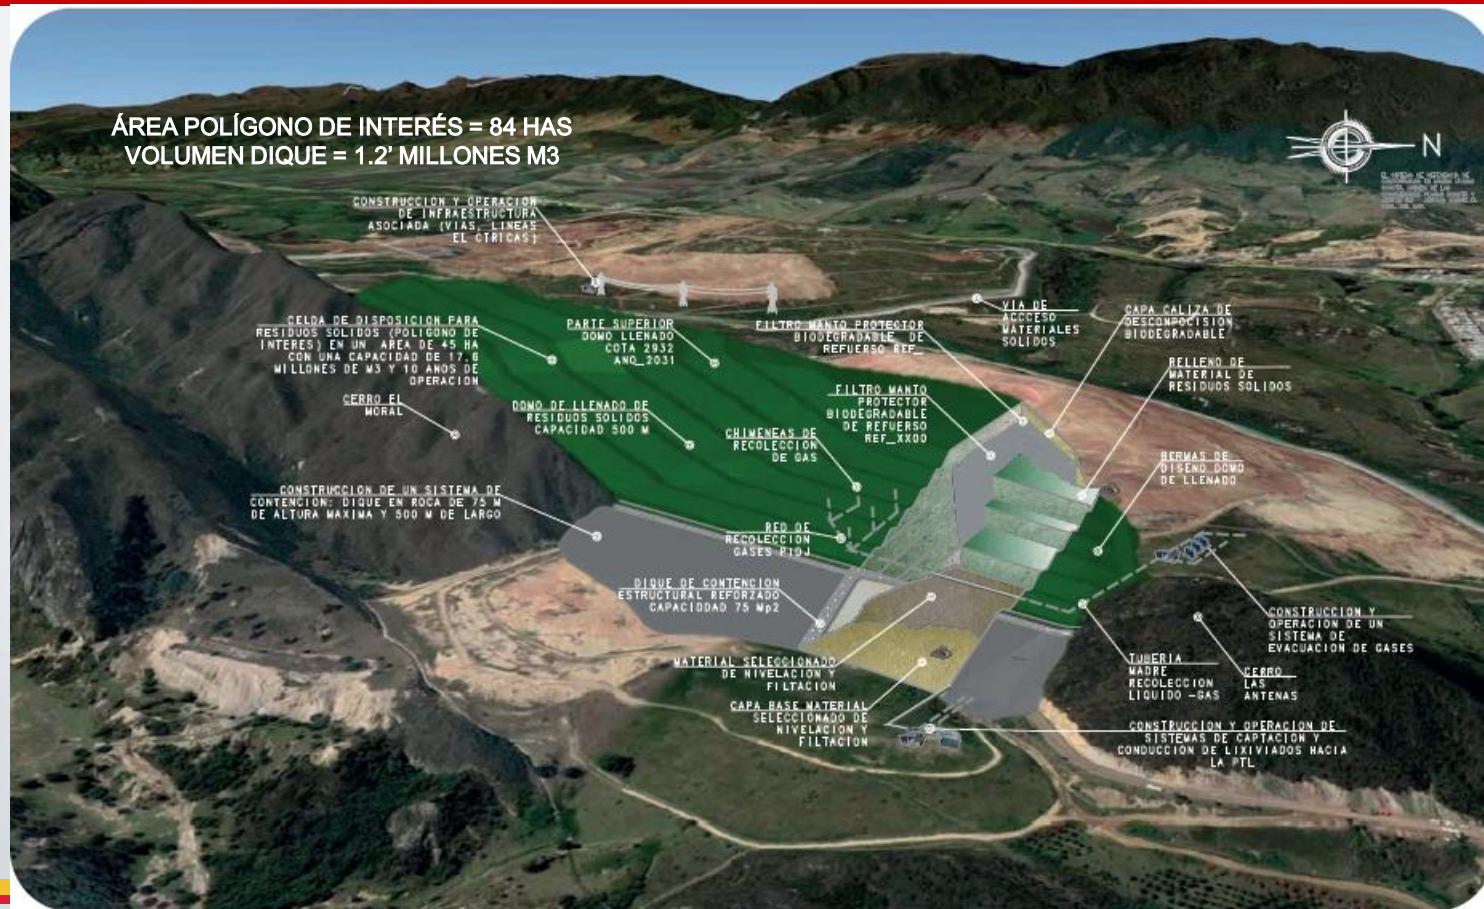 ÁREA POLÍGONO DE INTERÉS = 84 HAS
VOLUMEN DIQUE = 1.2' MILLONES M3
N
CONSTRUCCION Y OPERACION
DE INFRAESTRUCTURA
ASOCIADA (VIAS, LINEAS
EL CTRICAS)
CELDA DE DISPOSICION PARA
RESIDUOS SOLIDOS (POLIGONO DE
INTERES) EN UN AREA DE 45 HA
CON UNA CAPACIDAD DE 17.6
MILLONES DE M3 Y 10 ANOS DE
OPERACION
PARTE SUPERIOR
DOMO LLENADO
COTA 2932
ANO_2031
FILTRO MANTO PROTECTOR
BIODEGRADABLE DE
REFUERSO REF_
VIA DE
ACCCESO
MATERIALES
SOLIDOS
CAPA CALIZA DE
DESCONPOCISION
BIODEGRADABLE
RELLENO DE
MATERIAL DE
RESIDUOS SOLIDOS
CERRO EL
MORAL
DOMO DE LLENADO DE
RESIDUOS SOLIDOS
CAPACIDAD 500 M
CHIMENEAS DE
RECOLECCION
DE GAS
FILTRO MANTO
PROTECTOR
BIODEGRADABLE
DE REFUERSO
REF_XX00
BERMAS DE
DISENO DOMO
DE LLENADO
CONSTRUCCION DE UN SISTEMA DE
CONTENCION: DIQUE EN ROCA DE 75 M
DE ALTURA MAXIMA Y 500 M DE LARGO
RED DE
RECOLECCION
GASES PIDJ
DIQUE DE CONTENCION
ESTRUCTURAL REFORZADO
CAPACIDDAD 75 Mp2
MATERIAL SELECCIONADO
DE NIVELACION Y
FILTACION
CAPA BASE MATERIAL
SELECCIONADO DE
NIVELACION Y
FILTACION
TUBERIA
MADRE
RECOLECCION
LIQUIDO -GAS
CERRO
LAS
ANTENAS
CONSTRUCCION Y
OPERACION DE UN
SISTEMA DE
EVACUACION DE GASES
CONSTRUCCION Y OPERACION DE
SISTEMAS DE CAPTACION Y
CONDUCCION DE LIXIVIADOS HACIA
LA PTL